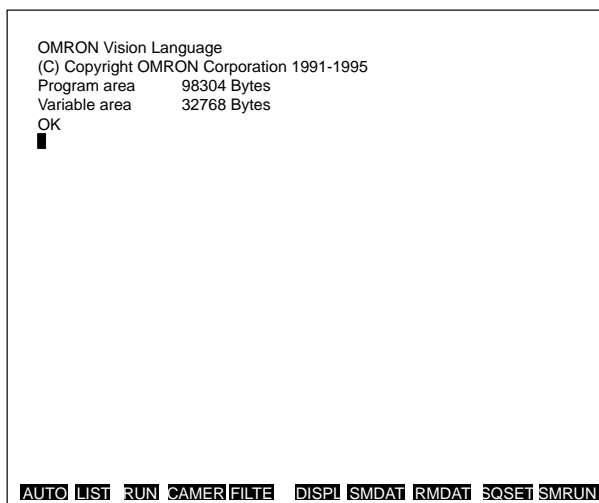 OMRON Vision Language
(C) Copyright OMRON Corporation 1991-1995
Program area 98304 Bytes
Variable area 32768 Bytes
OK
AUTO LIST RUN CAMER FILTE DISPL SMDAT RMDAT SQSET SMRUN